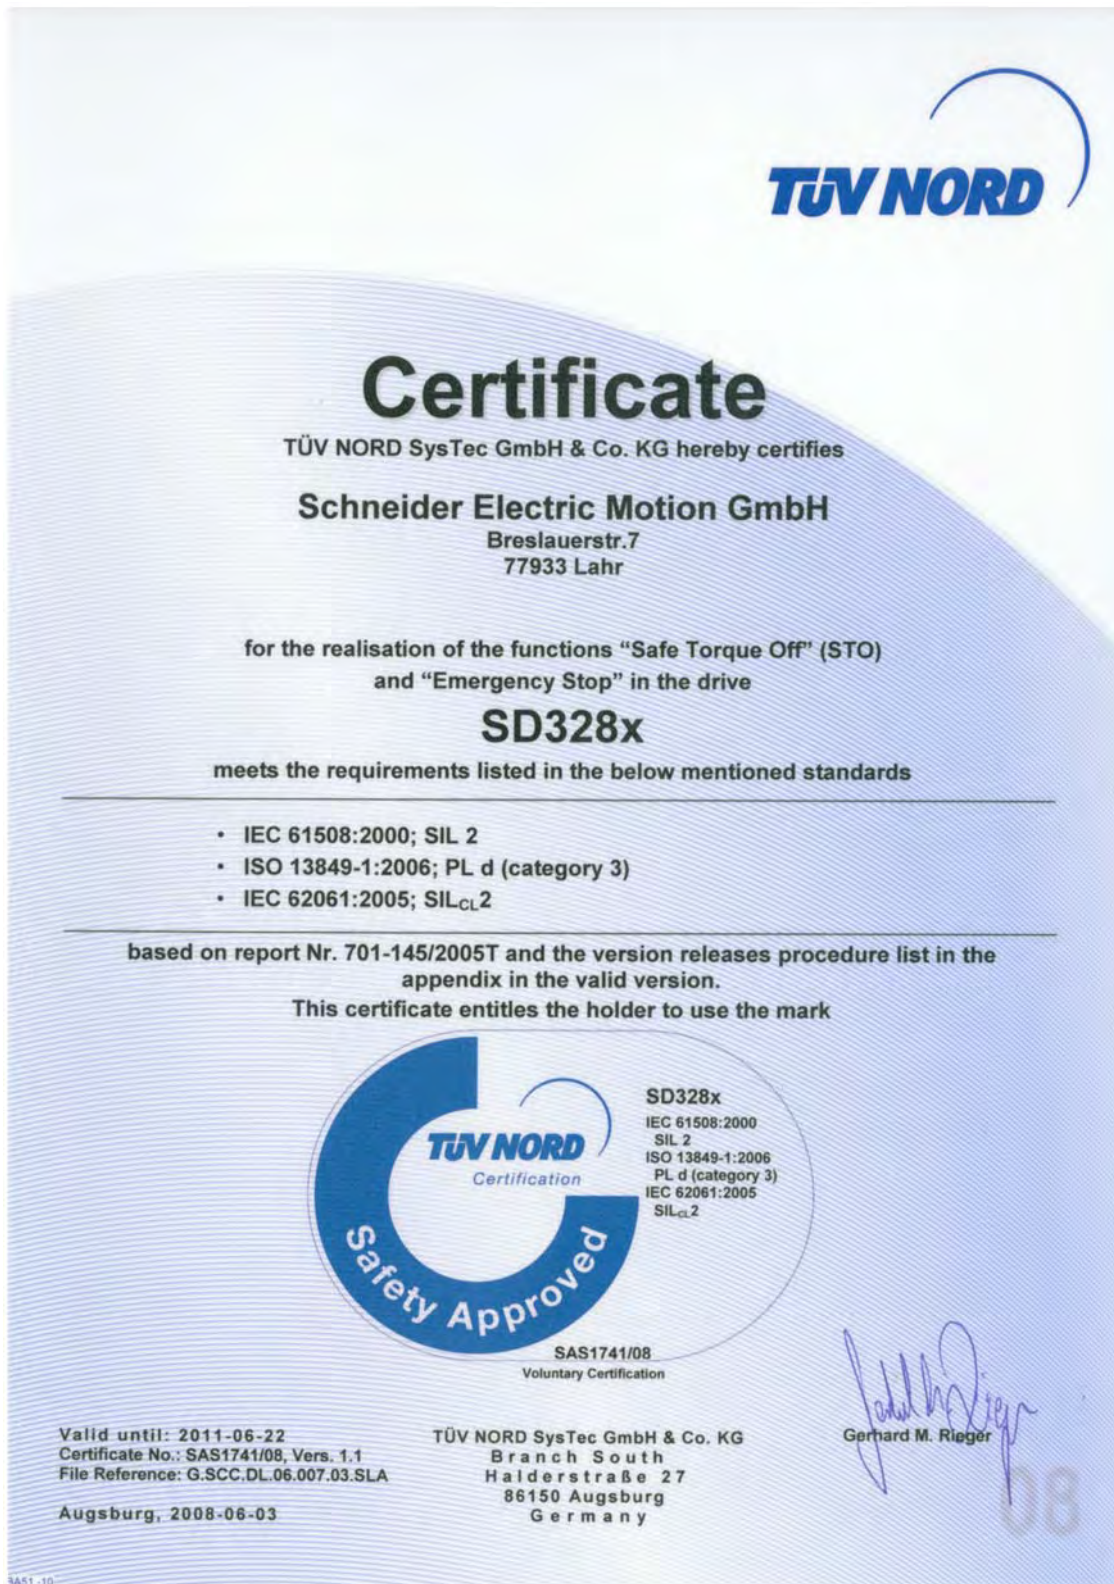 TÜV NORD
Certificate
TÜV NORD SysTec GmbH & Co. KG hereby certifies
Schneider Electric Motion GmbH
Breslauerstr.7
77933 Lahr
for the realisation of the functions “Safe Torque Off” (STO)
and “Emergency Stop” in the drive
SD328x
meets the requirements listed in the below mentioned standards
• IEC 61508:2000; SIL 2
• ISO 13849-1:2006; PL d (category 3)
• IEC 62061:2005; SILCL2
based on report Nr. 701-145/2005T and the version releases procedure list in the
appendix in the valid version.
This certificate entitles the holder to use the mark
TÜV NORD
Certification
Safety Approved
SD328x
IEC 61508:2000
SIL 2
ISO 13849-1:2006
PL d (category 3)
IEC 62061:2005
SILCL2
SAS1741/08
Voluntary Certification
Valid until: 2011-06-22
Certificate No.: SAS1741/08, Vers. 1.1
File Reference: G.SCC.DL.06.007.03.SLA
Augsburg, 2008-06-03
TÜV NORD SysTec GmbH & Co. KG
Branch South
Halderstraße 27
86150 Augsburg
Germany
Gerhard M. Rieger
08